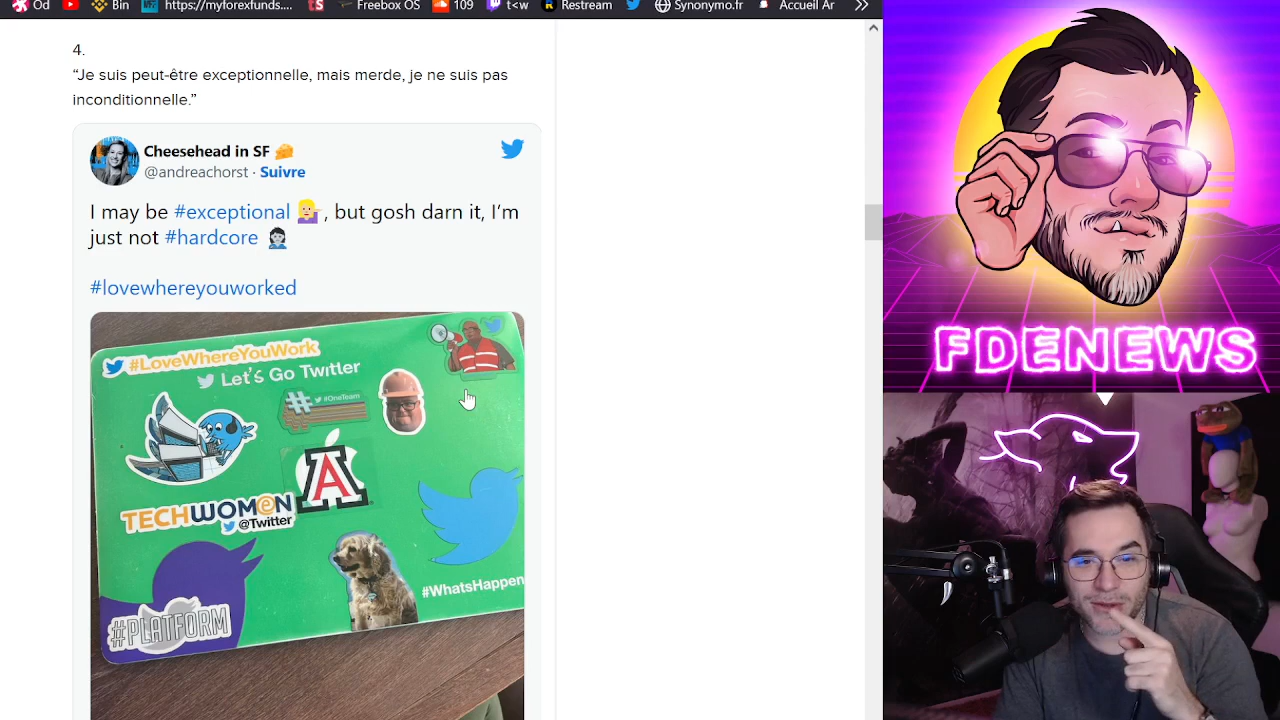 Od
Bin
https://myforexfunds....
Freebox OS
109
t<w
Restream
Synonymo.fr
Accueil Ar
4.
“Je suis peut-être exceptionnelle, mais merde, je ne suis pas
inconditionnelle.”
Cheesehead in SF
@andreachorst · Suivre
I may be #exceptional , but gosh darn it, I’m
just not #hardcore
#lovewhereyouworked
#LoveWhereYouWork
Let's Go Twitter
#OneTeam
A
TECHWOMEN
@Twitter
#WhatsHappen
#PLATFORM
FDENEWS